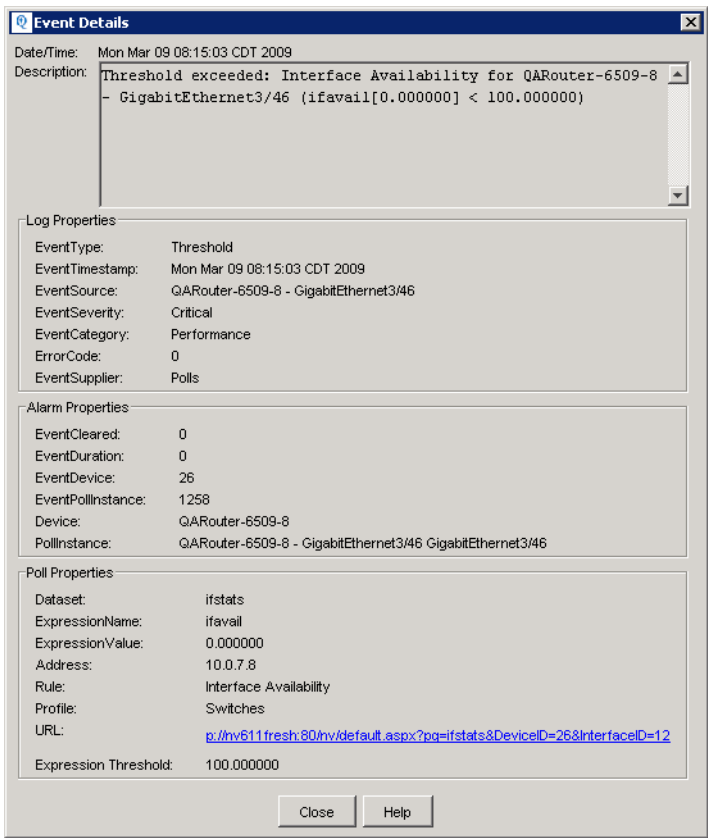 Event Details
Date/Time: Mon Mar 09 08:15:03 CDT 2009
Description: Threshold exceeded: Interface Availability for QARouter-6509-8
- GigabitEthernet3/46 (ifavail[0.000000] < 100.000000)
Log Properties
EventType: Threshold
EventTimestamp: Mon Mar 09 08:15:03 CDT 2009
EventSource: QARouter-6509-8 - GigabitEthernet3/46
EventSeverity: Critical
EventCategory: Performance
ErrorCode: 0
EventSupplier: Polls
Alarm Properties
EventCleared: 0
EventDuration: 0
EventDevice: 26
EventPollInstance: 1258
Device: QARouter-6509-8
PollInstance: QARouter-6509-8 - GigabitEthernet3/46 GigabitEthernet3/46
Poll Properties
Dataset: ifstats
ExpressionName: ifavail
ExpressionValue: 0.000000
Address: 10.0.7.8
Rule: Interface Availability
Profile: Switches
URL: p://nv611fresh:80/nv/default.aspx?pq=ifstats&DeviceID=26&InterfaceID=12
Expression Threshold: 100.000000
Close Help